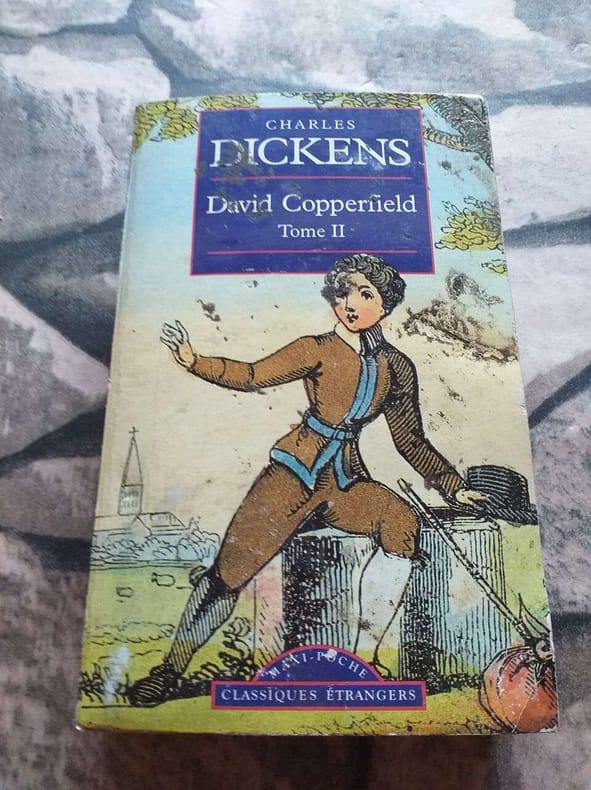 CHARLES
DICKENS
David Copperfield
Tome II
MAXI-POCHE
CLASSIQUES ÉTRANGERS